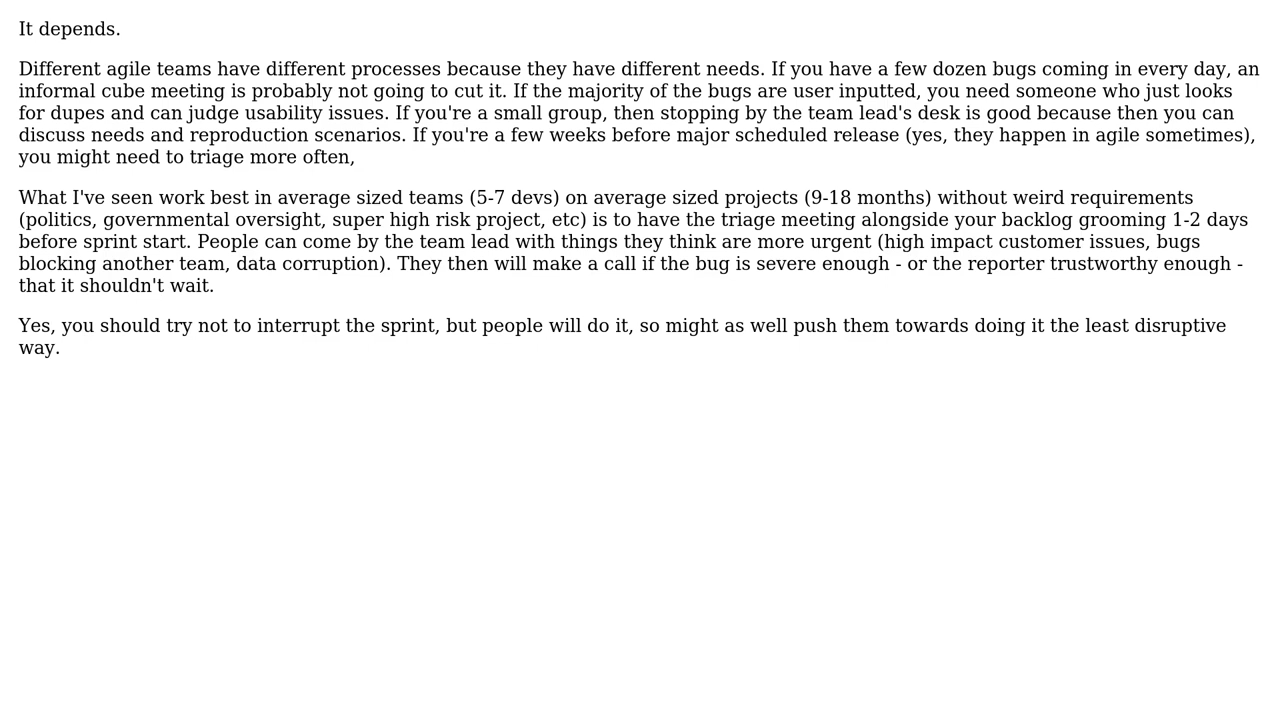 It depends.
Different agile teams have different processes because they have different needs. If you have a few dozen bugs coming in every day, an
informal cube meeting is probably not going to cut it. If the majority of the bugs are user inputted, you need someone who just looks
for dupes and can judge usability issues. If you're a small group, then stopping by the team lead's desk is good because then you can
discuss needs and reproduction scenarios. If you're a few weeks before major scheduled release (yes, they happen in agile sometimes),
you might need to triage more often,
What I've seen work best in average sized teams (5-7 devs) on average sized projects (9-18 months) without weird requirements
(politics, governmental oversight, super high risk project, etc) is to have the triage meeting alongside your backlog grooming 1-2 days
before sprint start. People can come by the team lead with things they think are more urgent (high impact customer issues, bugs
blocking another team, data corruption). They then will make a call if the bug is severe enough - or the reporter trustworthy enough -
that it shouldn't wait.
Yes, you should try not to interrupt the sprint, but people will do it, so might as well push them towards doing it the least disruptive
way.